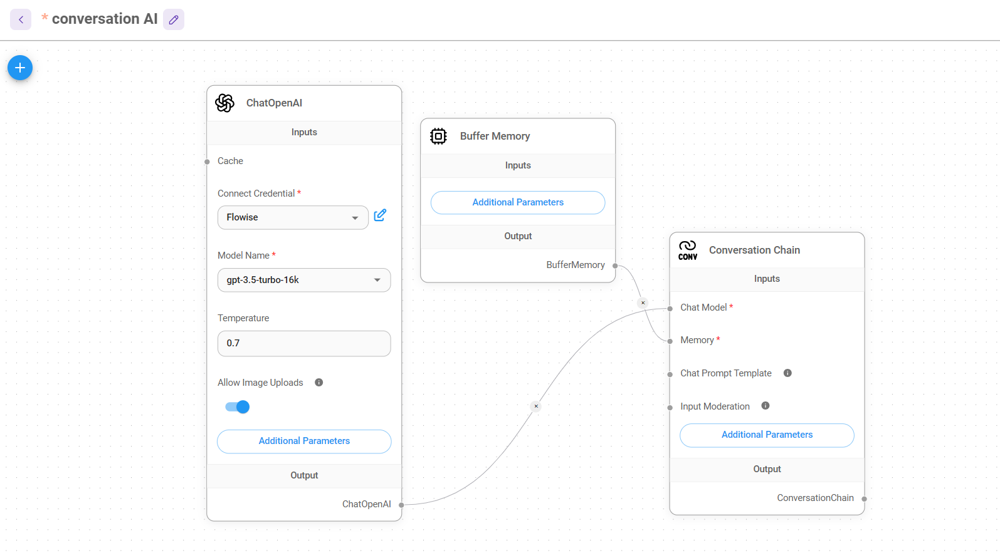 * conversation AI
ChatOpenAI
Inputs
Cache
Connect Credential *
Flowise
Model Name *
gpt-3.5-turbo-16k
Temperature
0.7
Allow Image Uploads
Additional Parameters
Output
ChatOpenAI
Buffer Memory
Inputs
Additional Parameters
Output
BufferMemory
CONV
Conversation Chain
Inputs
Chat Model *
Memory *
Chat Prompt Template
Input Moderation
Additional Parameters
Output
ConversationChain